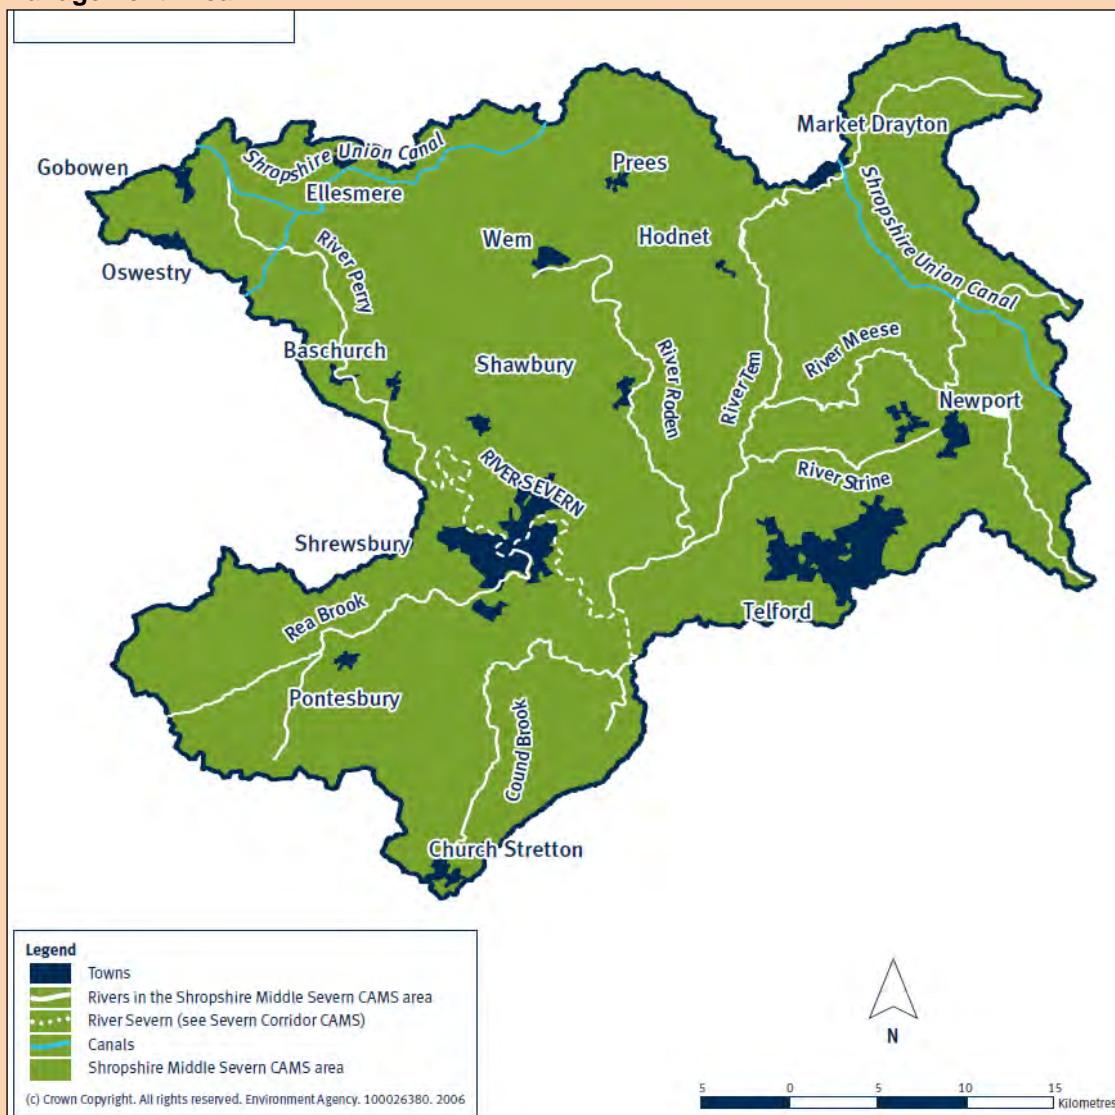 Market Drayton
Gobowen
Shropshire Union Canal
Prees
Ellesmere
Shropshire Union Canal
Wem
Hodnet
Oswestry
River Perry
Baschurch
Shawbury
River Roden
River Tern
River Meese
Newport
RIVER SEVERN
River Strine
Shrewsbury
Rea Brook
Telford
Pontesbury
Cound Brook
Church Stretton
Legend
Towns
Rivers in the Shropshire Middle Severn CAMS area
River Severn (see Severn Corridor CAMS)
Canals
Shropshire Middle Severn CAMS area
(c) Crown Copyright. All rights reserved. Environment Agency. 100026380. 2006
N
5 0 5 10 15
Kilometres